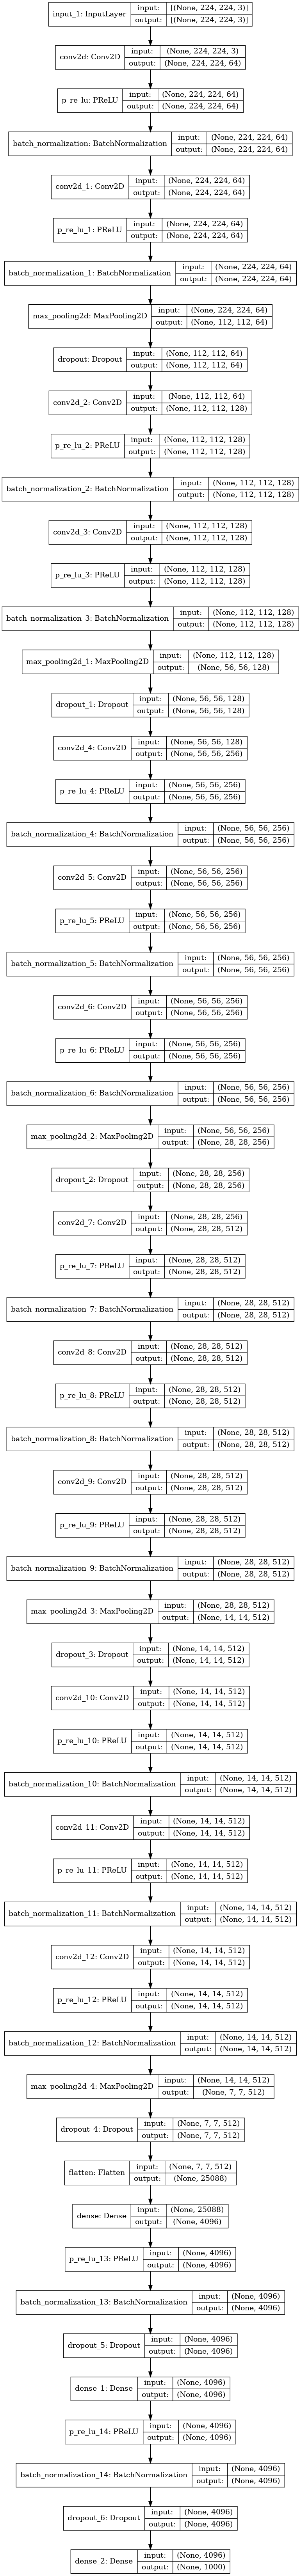 input_1: InputLayer
input: [(None, 224, 224, 3)]
output: [(None, 224, 224, 3)]
conv2d: Conv2D
input: (None, 224, 224, 3)
output: (None, 224, 224, 64)
p_re_lu: PReLU
input: (None, 224, 224, 64)
output: (None, 224, 224, 64)
batch_normalization: BatchNormalization
input: (None, 224, 224, 64)
output: (None, 224, 224, 64)
conv2d_1: Conv2D
input: (None, 224, 224, 64)
output: (None, 224, 224, 64)
p_re_lu_1: PReLU
input: (None, 224, 224, 64)
output: (None, 224, 224, 64)
batch_normalization_1: BatchNormalization
input: (None, 224, 224, 64)
output: (None, 224, 224, 64)
max_pooling2d: MaxPooling2D
input: (None, 224, 224, 64)
output: (None, 112, 112, 64)
dropout: Dropout
input: (None, 112, 112, 64)
output: (None, 112, 112, 64)
conv2d_2: Conv2D
input: (None, 112, 112, 64)
output: (None, 112, 112, 128)
p_re_lu_2: PReLU
input: (None, 112, 112, 128)
output: (None, 112, 112, 128)
batch_normalization_2: BatchNormalization
input: (None, 112, 112, 128)
output: (None, 112, 112, 128)
conv2d_3: Conv2D
input: (None, 112, 112, 128)
output: (None, 112, 112, 128)
p_re_lu_3: PReLU
input: (None, 112, 112, 128)
output: (None, 112, 112, 128)
batch_normalization_3: BatchNormalization
input: (None, 112, 112, 128)
output: (None, 112, 112, 128)
max_pooling2d_1: MaxPooling2D
input: (None, 112, 112, 128)
output: (None, 56, 56, 128)
dropout_1: Dropout
input: (None, 56, 56, 128)
output: (None, 56, 56, 128)
conv2d_4: Conv2D
input: (None, 56, 56, 128)
output: (None, 56, 56, 256)
p_re_lu_4: PReLU
input: (None, 56, 56, 256)
output: (None, 56, 56, 256)
batch_normalization_4: BatchNormalization
input: (None, 56, 56, 256)
output: (None, 56, 56, 256)
conv2d_5: Conv2D
input: (None, 56, 56, 256)
output: (None, 56, 56, 256)
p_re_lu_5: PReLU
input: (None, 56, 56, 256)
output: (None, 56, 56, 256)
batch_normalization_5: BatchNormalization
input: (None, 56, 56, 256)
output: (None, 56, 56, 256)
conv2d_6: Conv2D
input: (None, 56, 56, 256)
output: (None, 56, 56, 256)
p_re_lu_6: PReLU
input: (None, 56, 56, 256)
output: (None, 56, 56, 256)
batch_normalization_6: BatchNormalization
input: (None, 56, 56, 256)
output: (None, 56, 56, 256)
max_pooling2d_2: MaxPooling2D
input: (None, 56, 56, 256)
output: (None, 28, 28, 256)
dropout_2: Dropout
input: (None, 28, 28, 256)
output: (None, 28, 28, 256)
conv2d_7: Conv2D
input: (None, 28, 28, 256)
output: (None, 28, 28, 512)
p_re_lu_7: PReLU
input: (None, 28, 28, 512)
output: (None, 28, 28, 512)
batch_normalization_7: BatchNormalization
input: (None, 28, 28, 512)
output: (None, 28, 28, 512)
conv2d_8: Conv2D
input: (None, 28, 28, 512)
output: (None, 28, 28, 512)
p_re_lu_8: PReLU
input: (None, 28, 28, 512)
output: (None, 28, 28, 512)
batch_normalization_8: BatchNormalization
input: (None, 28, 28, 512)
output: (None, 28, 28, 512)
conv2d_9: Conv2D
input: (None, 28, 28, 512)
output: (None, 28, 28, 512)
p_re_lu_9: PReLU
input: (None, 28, 28, 512)
output: (None, 28, 28, 512)
batch_normalization_9: BatchNormalization
input: (None, 28, 28, 512)
output: (None, 28, 28, 512)
max_pooling2d_3: MaxPooling2D
input: (None, 28, 28, 512)
output: (None, 14, 14, 512)
dropout_3: Dropout
input: (None, 14, 14, 512)
output: (None, 14, 14, 512)
conv2d_10: Conv2D
input: (None, 14, 14, 512)
output: (None, 14, 14, 512)
p_re_lu_10: PReLU
input: (None, 14, 14, 512)
output: (None, 14, 14, 512)
batch_normalization_10: BatchNormalization
input: (None, 14, 14, 512)
output: (None, 14, 14, 512)
conv2d_11: Conv2D
input: (None, 14, 14, 512)
output: (None, 14, 14, 512)
p_re_lu_11: PReLU
input: (None, 14, 14, 512)
output: (None, 14, 14, 512)
batch_normalization_11: BatchNormalization
input: (None, 14, 14, 512)
output: (None, 14, 14, 512)
conv2d_12: Conv2D
input: (None, 14, 14, 512)
output: (None, 14, 14, 512)
p_re_lu_12: PReLU
input: (None, 14, 14, 512)
output: (None, 14, 14, 512)
batch_normalization_12: BatchNormalization
input: (None, 14, 14, 512)
output: (None, 14, 14, 512)
max_pooling2d_4: MaxPooling2D
input: (None, 14, 14, 512)
output: (None, 7, 7, 512)
dropout_4: Dropout
input: (None, 7, 7, 512)
output: (None, 7, 7, 512)
flatten: Flatten
input: (None, 7, 7, 512)
output: (None, 25088)
dense: Dense
input: (None, 25088)
output: (None, 4096)
p_re_lu_13: PReLU
input: (None, 4096)
output: (None, 4096)
batch_normalization_13: BatchNormalization
input: (None, 4096)
output: (None, 4096)
dropout_5: Dropout
input: (None, 4096)
output: (None, 4096)
dense_1: Dense
input: (None, 4096)
output: (None, 4096)
p_re_lu_14: PReLU
input: (None, 4096)
output: (None, 4096)
batch_normalization_14: BatchNormalization
input: (None, 4096)
output: (None, 4096)
dropout_6: Dropout
input: (None, 4096)
output: (None, 4096)
dense_2: Dense
input: (None, 4096)
output: (None, 1000)